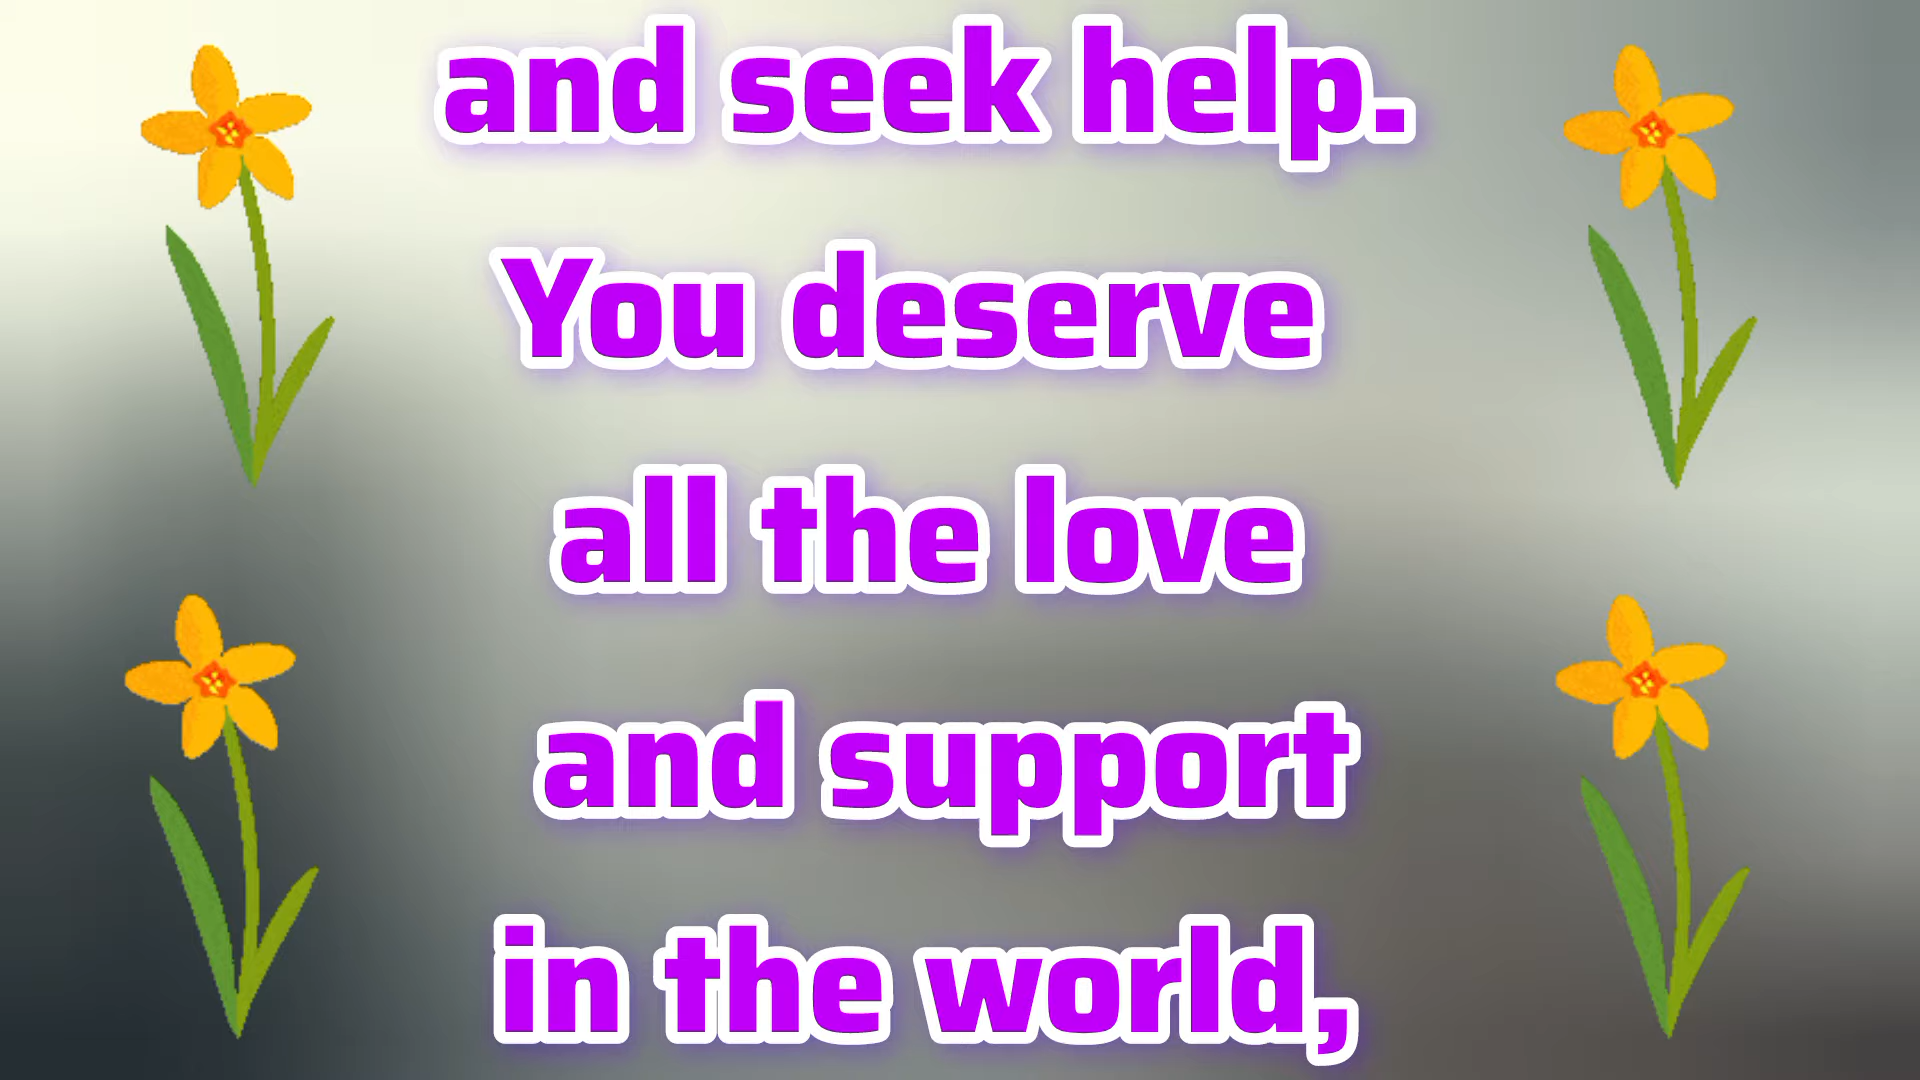 and seek help.
You deserve
all the love
and support
in the world,